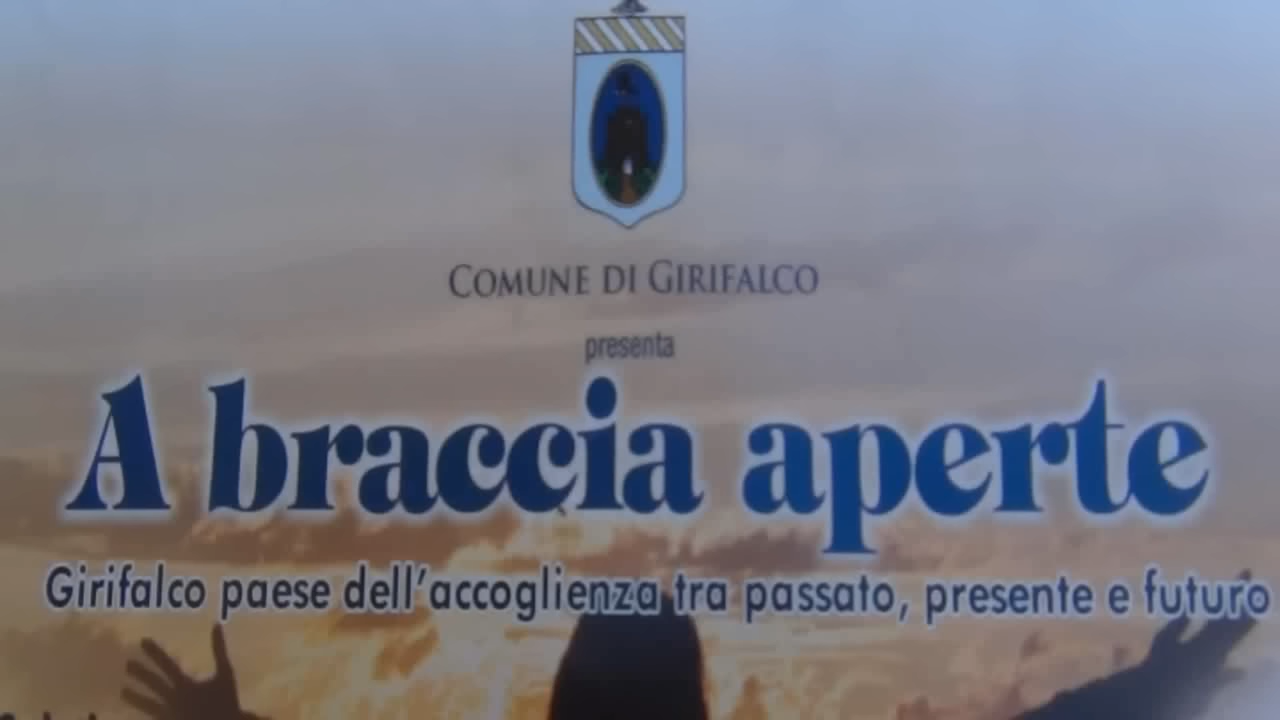 COMUNE DI GIRIFALCO
presenta
A braccia aperte
Girifalco paese dell'accoglienza tra passato, presente e futuro